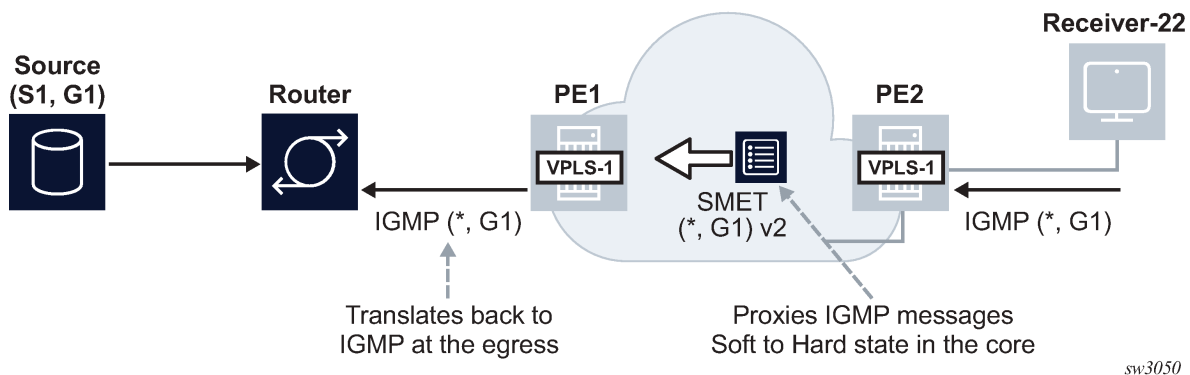 Receiver-22
Source
(S1, G1)
Router
PE1
PE2
VPLS-1
VPLS-1
IGMP (*, G1)
SMET
(*, G1) v2
IGMP (*, G1)
Translates back to
IGMP at the egress
Proxies IGMP messages
Soft to Hard state in the core
sw3050